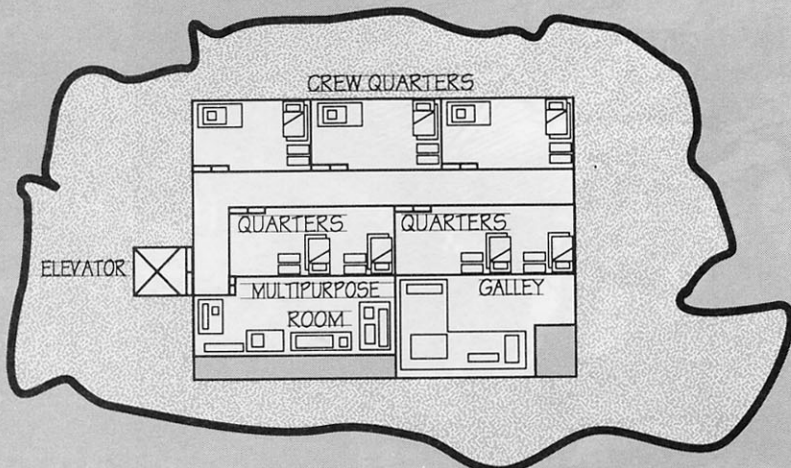 CREW QUARTERS
QUARTERS QUARTERS
ELEVATOR
MULTIPURPOSE GALLEY
ROOM